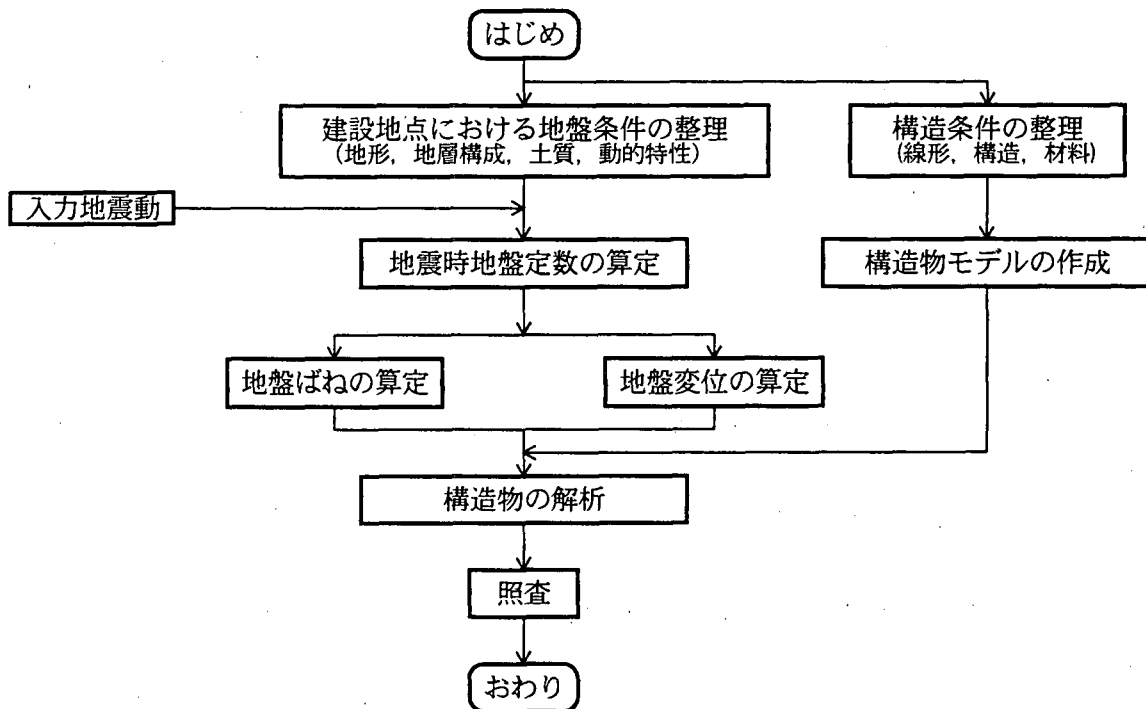 はじめ
建設地点における地盤条件の整理
(地形, 地層構成, 土質, 動的特性)
構造条件の整理
(線形, 構造, 材料)
入力地震動
地震時地盤定数の算定
構造物モデルの作成
地盤ばねの算定
地盤変位の算定
構造物の解析
照査
おわり